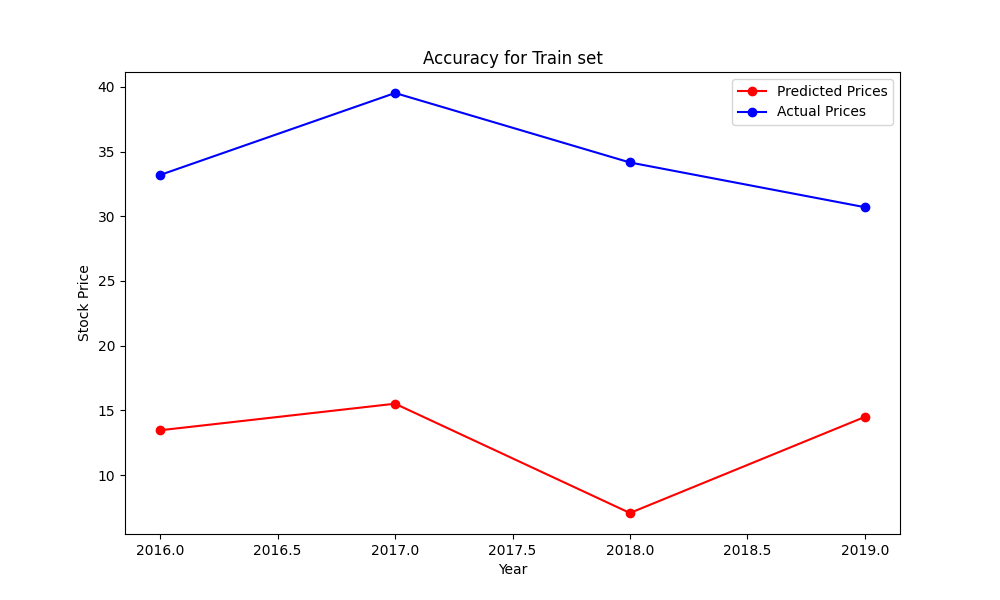 Accuracy for Train set
Predicted Prices
Actual Prices
40
35
30
25
20
15
10
Stock Price
2016.0 2016.5 2017.0 2017.5 2018.0 2018.5 2019.0
Year